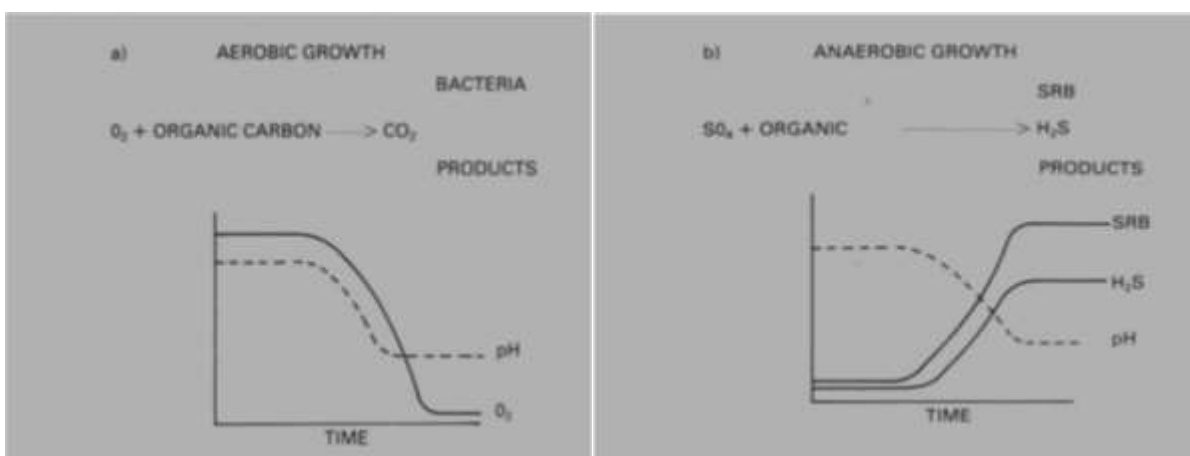 a) AEROBIC GROWTH
BACTERIA
O₂ + ORGANIC CARBON ——> CO₂
PRODUCTS
pH
O₂
TIME
b) ANAEROBIC GROWTH
SRB
SO₄ + ORGANIC ——> H₂S
PRODUCTS
SRB
H₂S
pH
TIME